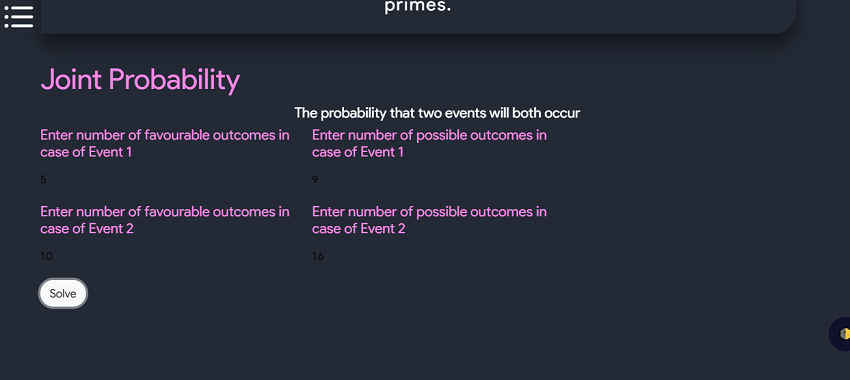 primes.
Joint Probability
The probability that two events will both occur
Enter number of favourable outcomes in
case of Event 1
5
Enter number of possible outcomes in
case of Event 1
9
Enter number of favourable outcomes in
case of Event 2
10
Enter number of possible outcomes in
case of Event 2
16
Solve